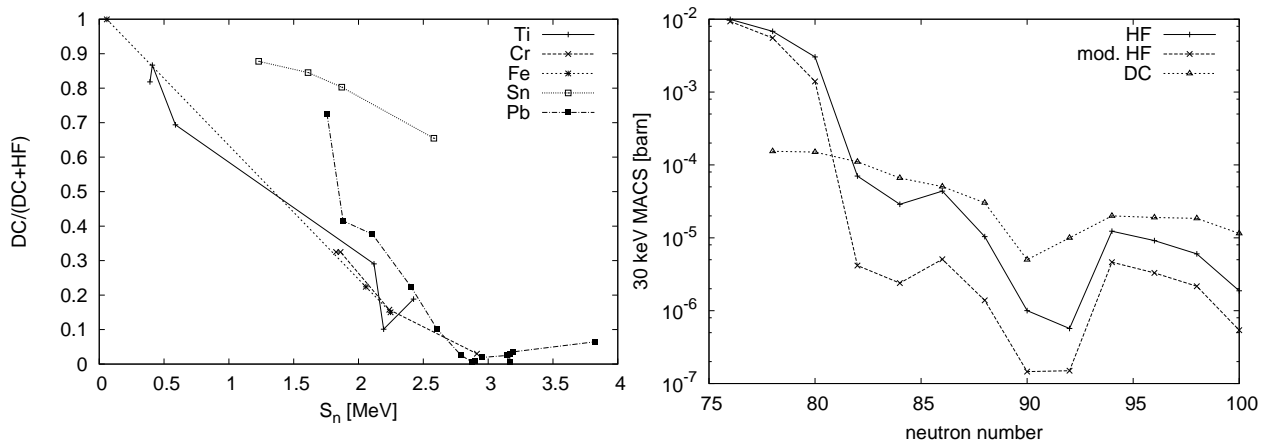 DC/(DC+HF)
1
0.9
0.8
0.7
0.6
0.5
0.4
0.3
0.2
0.1
0
0 0.5 1 1.5 2 2.5 3 3.5 4
S_n [MeV]
Ti
Cr
Fe
Sn
Pb
30 keV MACS [barn]
10^-2
10^-3
10^-4
10^-5
10^-6
10^-7
75 80 85 90 95 100
neutron number
HF
mod. HF
DC